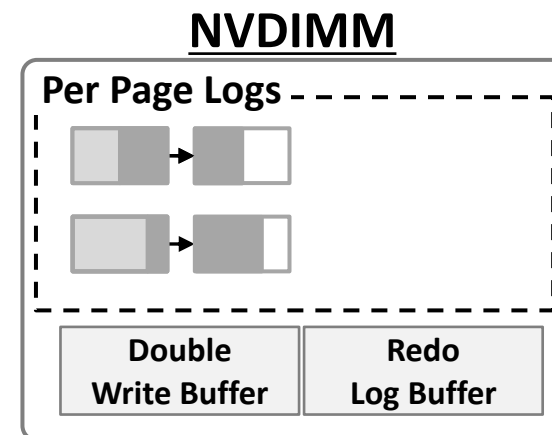 NVDIMM
Per Page Logs
Double
Write Buffer
Redo
Log Buffer